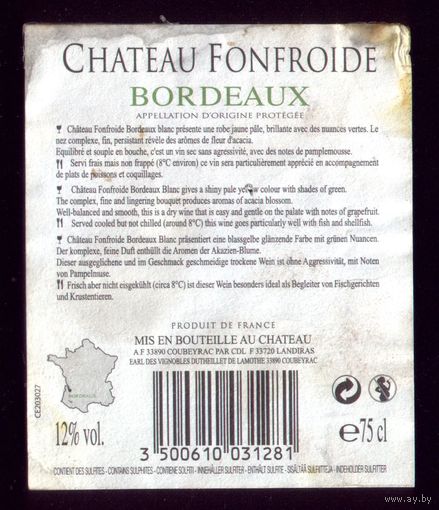 CHATEAU FONFROIDE
BORDEAUX
APPELLATION D'ORIGINE PROTÉGÉE
Château Fonfroide Bordeaux blanc présente une robe jaune pâle, brillante avec des nuances vertes. Le
nez complexe, fin, persistant révèle des arômes de fleur d'acacia.
Equilibré et souple en bouche, c'est un vin sec sans agressivité, avec des notes de pamplemousse.
Servi frais mais non frappé (8°C environ) ce vin sera particulièrement apprécié en accompagnement
de plats de poissons et coquillages.
Château Fonfroide Bordeaux Blanc gives a shiny pale yellow colour with shades of green.
The complex, fine and lingering bouquet produces aromas of acacia blossom.
Well-balanced and smooth, this is a dry wine that is easy and gentle on the palate with notes of grapefruit.
Served cooled but not chilled (around 8°C) this wine goes particularly well with fish and shellfish.
Château Fonfroide Bordeaux Blanc präsentiert eine blassgelbe glänzende Farbe mit grünen Nuancen.
Der komplexe, feine Duft enthüllt die Aromen der Akazien-Blume.
Dieser ausgeglichene und im Geschmack geschmeidige trockene Wein ist ohne Aggressivität, mit Noten
von Pampelmuse.
Frisch aber nicht eisgekühlt (circa 8°C) ist dieser Wein besonders ideal als Begleiter von Fischgerichten
und Krustentieren.
PRODUIT DE FRANCE
MIS EN BOUTEILLE AU CHATEAU
A F 33890 COUBEYRAC PAR CDL F 33720 LANDIRAS
EARL DES VIGNOBLES DUTHEILLET DE LAMOTHE 33890 COUBEYRAC
BORDEAUX
CE203027
12% vol.
3 500610 031281
e 75 cl
CONTIENT DES SULFITES - CONTAINS SULPHITES - CONTIENE SOLFITI - INNEHÅLLER SULFITER - ENTHÄLT SULFITE - SISÄLTÄÄ SULFIITTEJA - INDEHOLDER SULFITTER
www.ay.by